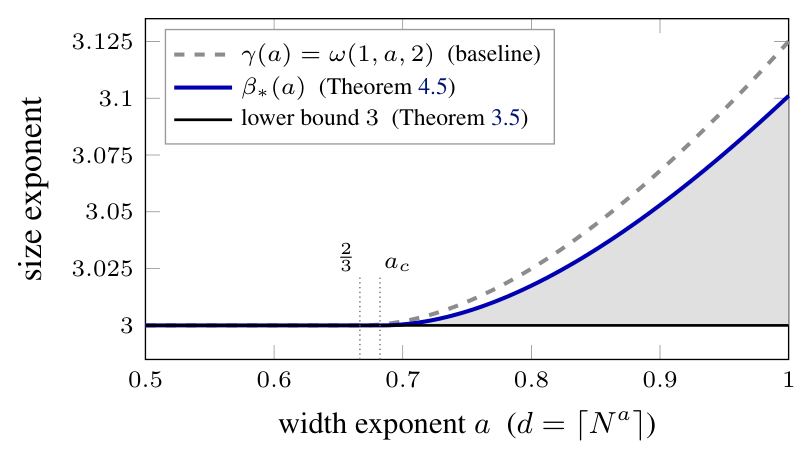 size exponent
3.125
3.1
3.075
3.05
3.025
3
γ(a) = ω(1, a, 2) (baseline)
β∗(a) (Theorem 4.5)
lower bound 3 (Theorem 3.5)
2/3
a_c
0.5 0.6 0.7 0.8 0.9 1
width exponent a (d = ⌈N^a⌉)